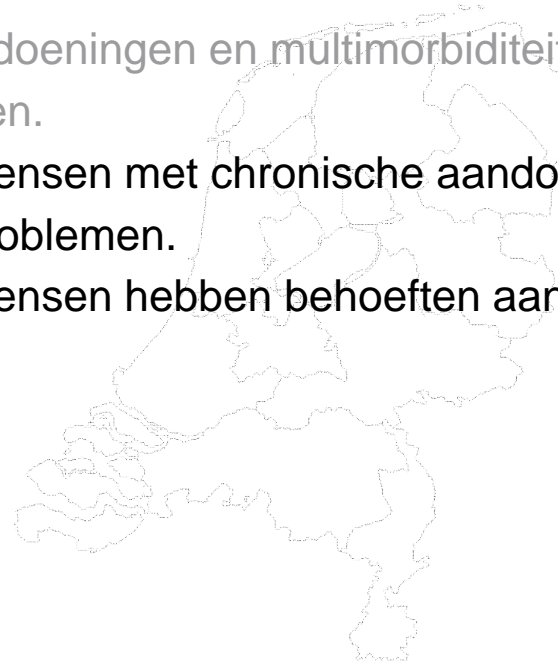 doeningen en multimorbiditeit
en.
ensen met chronische aando
oblemen.
ensen hebben behoeften aan